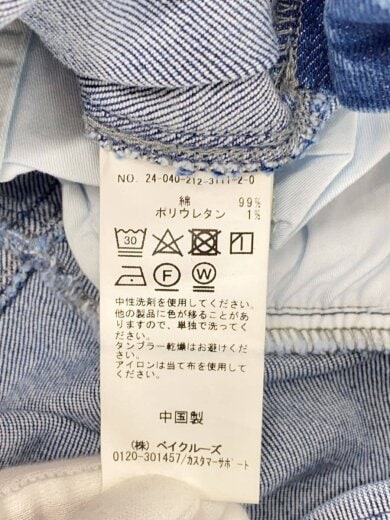 NO. 24-040-212-3111-2-0
綿 99%
ポリウレタン 1%
30
F W
中性洗剤を使用してください。
他の製品に色が移ることがあ
りますので、単独で洗ってく
ださい。
タンブラー乾燥はお避けくだ
さい。
アイロンは当て布を使用して
ください。
中国製
(株) ベイクルーズ
0120-301457/カスタマーサポート